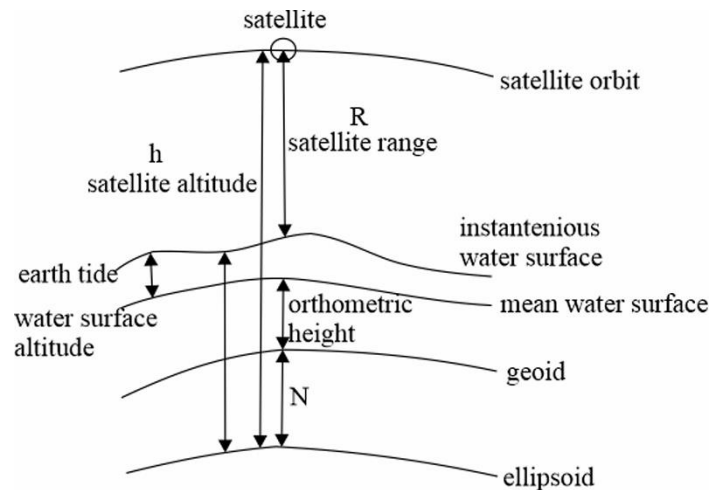 satellite
satellite orbit
R
satellite range
h
satellite altitude
instantenious
water surface
earth tide
mean water surface
water surface
altitude
orthometric
height
geoid
N
ellipsoid